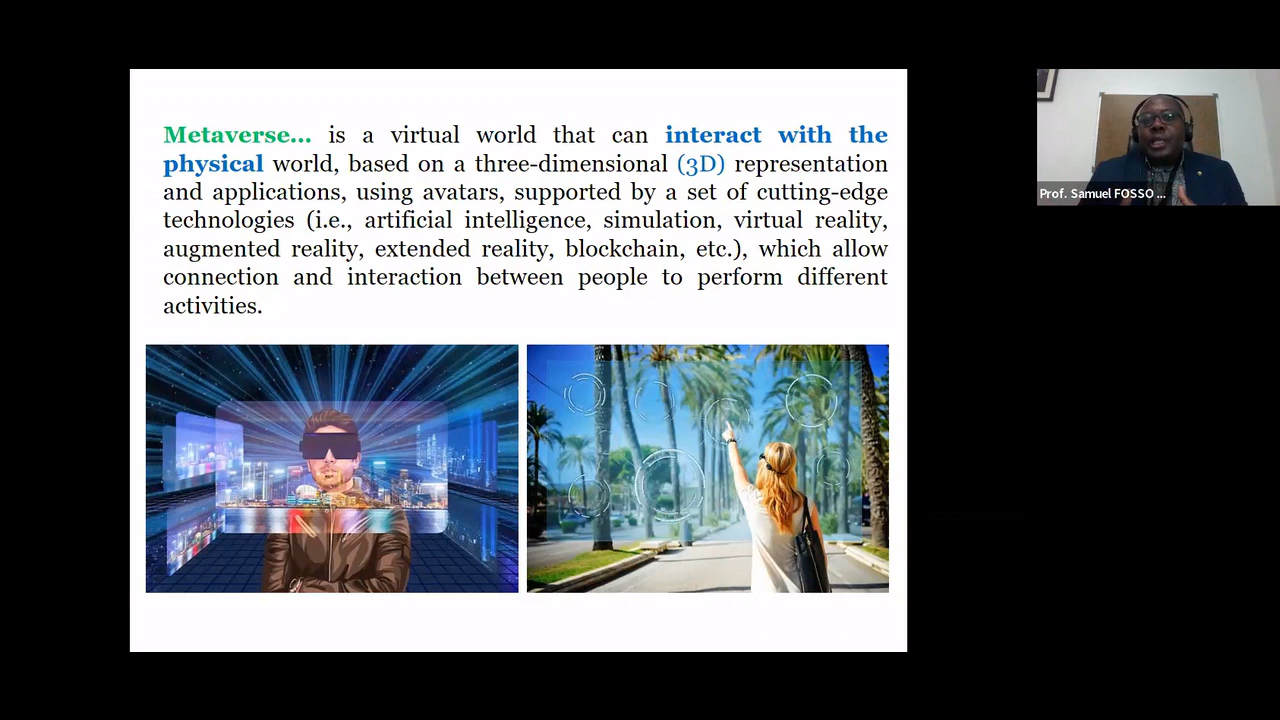 Metaverse... is a virtual world that can interact with the
physical world, based on a three-dimensional (3D) representation
and applications, using avatars, supported by a set of cutting-edge
technologies (i.e., artificial intelligence, simulation, virtual reality,
augmented reality, extended reality, blockchain, etc.), which allow
connection and interaction between people to perform different
activities.
Prof. Samuel FOSSO ...